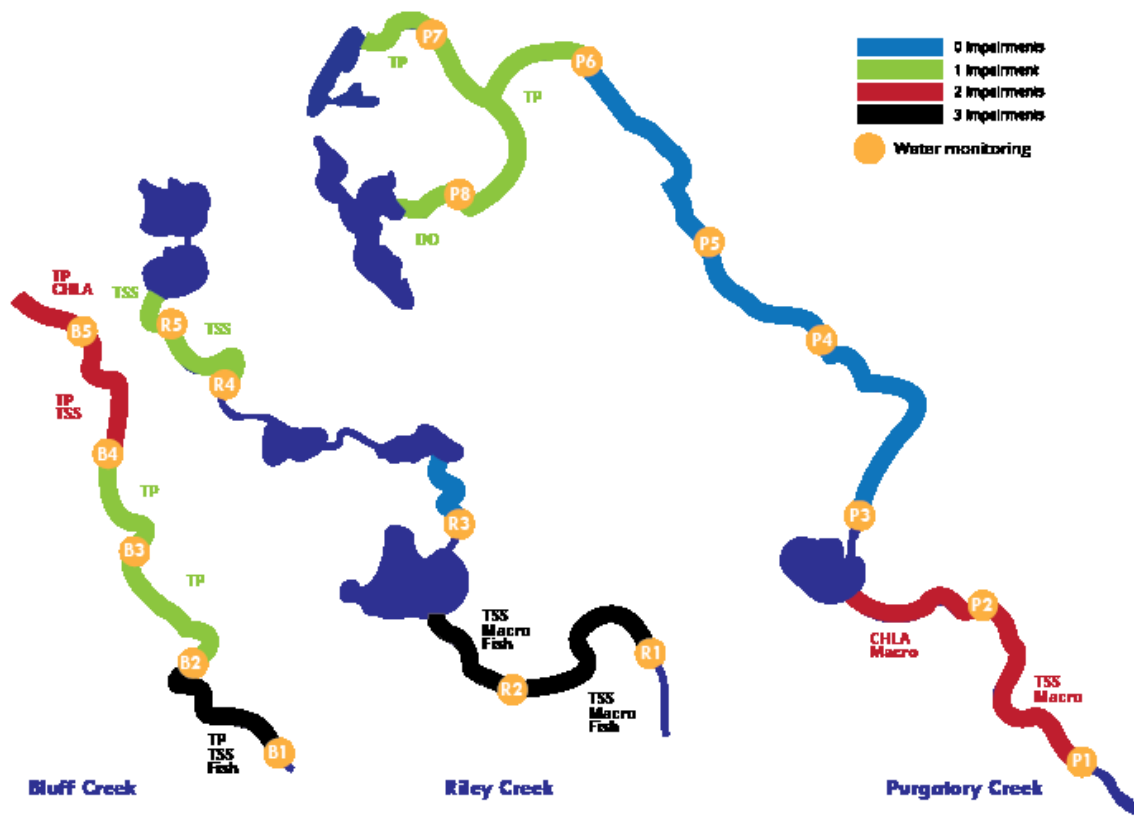 P7
TP
P6
TP
P8
DO
P5
P4
P3
P2
CHLA
Macro
TSS
Macro
P1
0 Impairments
1 Impairment
2 Impairments
3 Impairments
Water monitoring
TP
CHLA
B5
TP
TSS
B4
TP
B3
TP
B2
TP
TSS
Fish
B1
TSS
R5
TSS
R4
R3
TSS
Macro
Fish
R2
R1
TSS
Macro
Fish
Bluff Creek
Riley Creek
Purgatory Creek